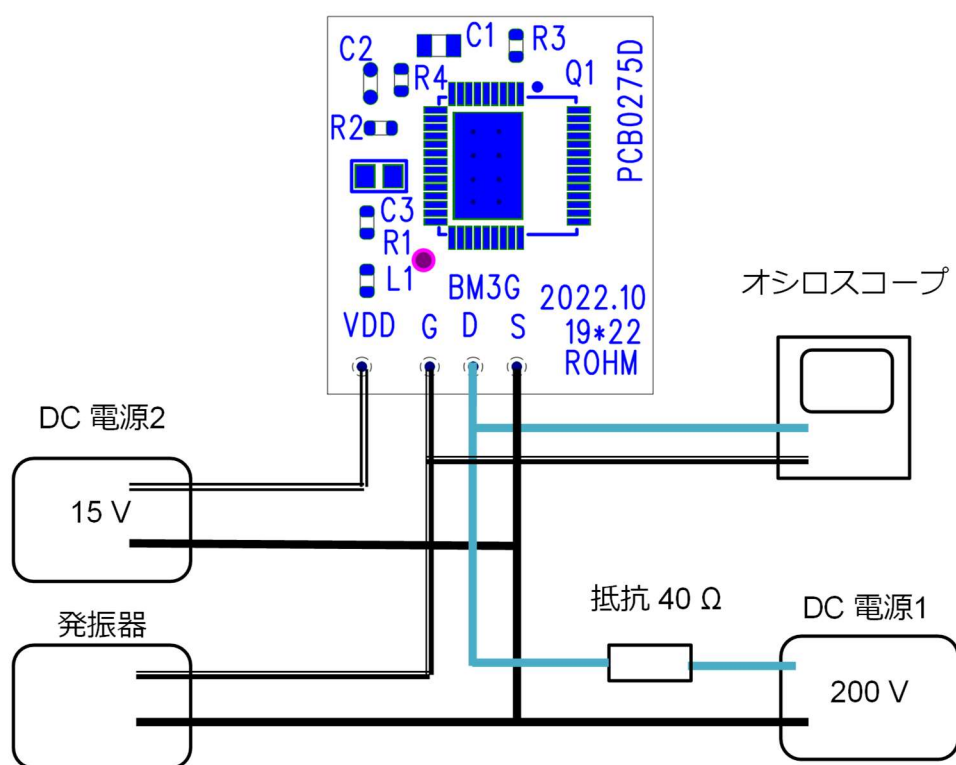 C2
C1
R3
R4
Q1
R2
PCB0275D
C3
R1
L1
BM3G
2022.10
19*22
ROHM
VDD
G
D
S
オシロスコープ
DC 電源2
15 V
発振器
抵抗 40 Ω
DC 電源1
200 V